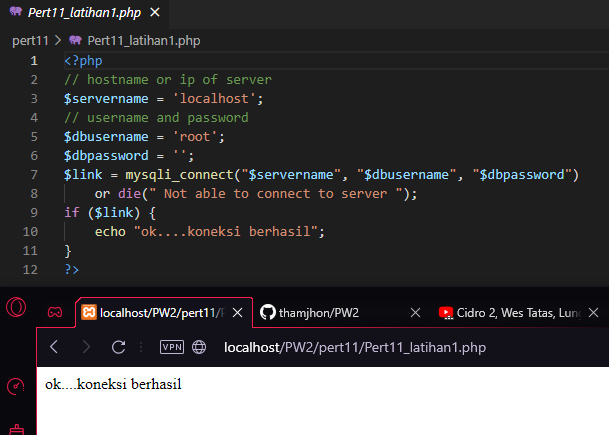 Pert11_latihan1.php
pert11 > Pert11_latihan1.php
1 <?php
2 // hostname or ip of server
3 $servername = 'localhost';
4 // username and password
5 $dbusername = 'root';
6 $dbpassword = '';
7 $link = mysqli_connect("$servername", "$dbusername", "$dbpassword")
8 or die(" Not able to connect to server ");
9 if ($link) {
10 echo "ok....koneksi berhasil";
11 }
12 ?>
localhost/PW2/pert11/P thamjhon/PW2 Cidro 2, Wes Tatas, Lund
VPN localhost/PW2/pert11/Pert11_latihan1.php
ok....koneksi berhasil